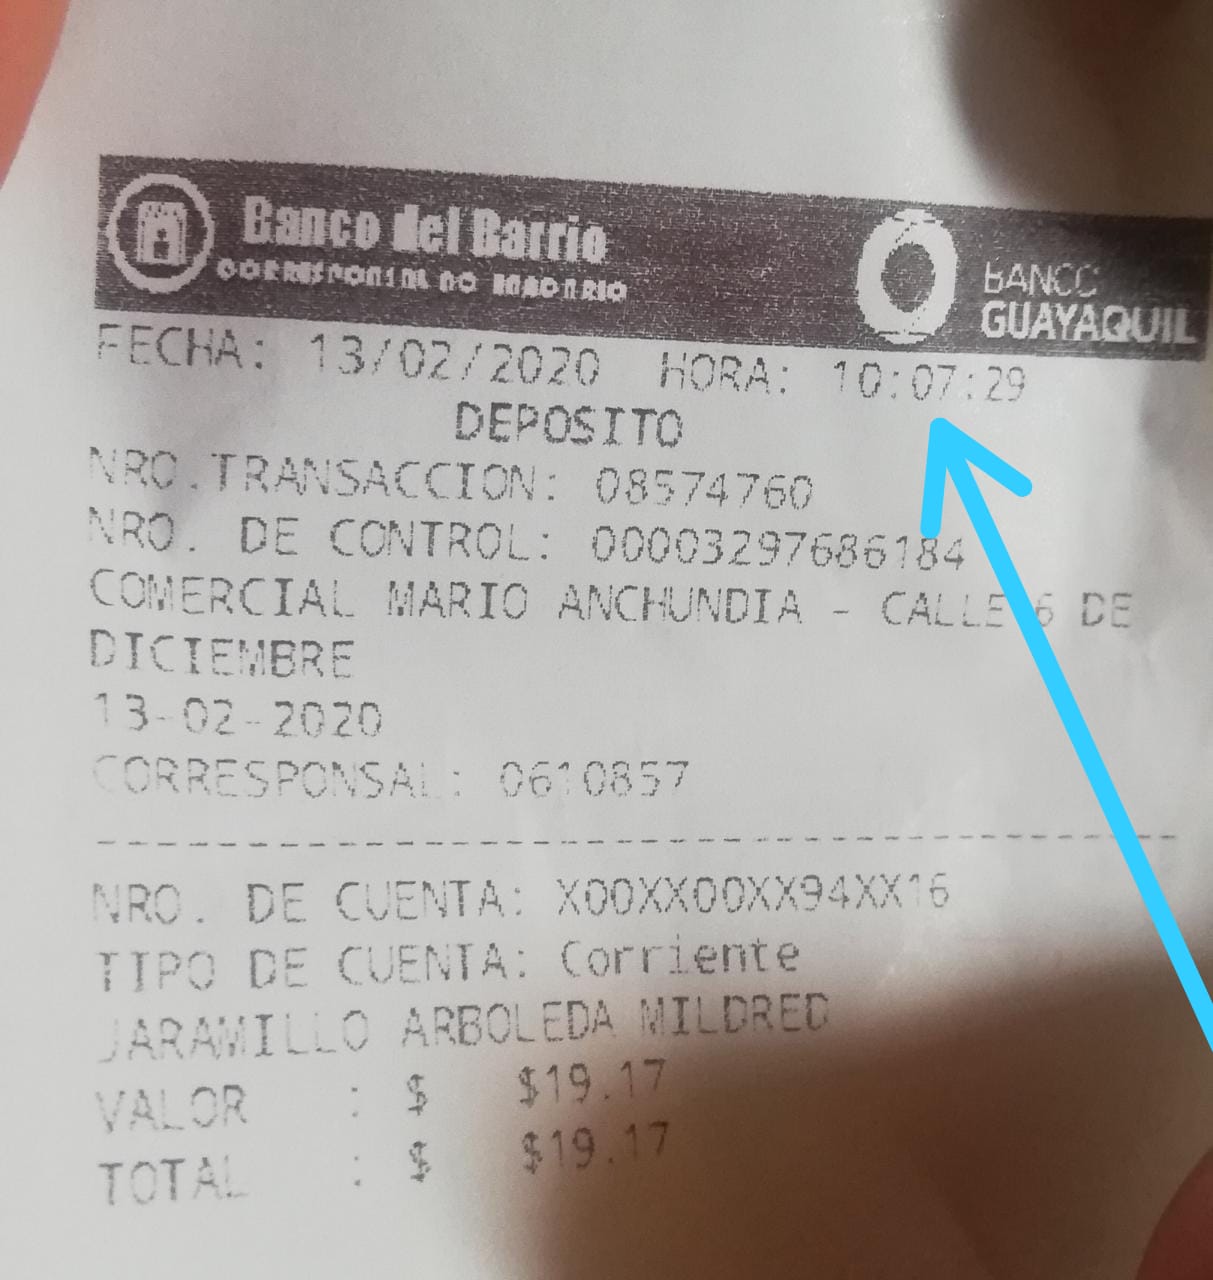 Banco del Barrio
CORRESPONSAL NO BANCARIO
BANCO
GUAYAQUIL
FECHA: 13/02/2020 HORA: 10:07:29
DEPOSITO
NRO.TRANSACCION: 08574760
NRO. DE CONTROL: 00003297686184
COMERCIAL MARIO ANCHUNDIA - CALLE 6 DE
DICIEMBRE
13-02-2020
CORRESPONSAL: 0610857
--------------------------------------
NRO. DE CUENTA: X00XX00XX94XX16
TIPO DE CUENTA: Corriente
JARAMILLO ARBOLEDA MILDRED
VALOR : $ $19.17
TOTAL : $ $19.17